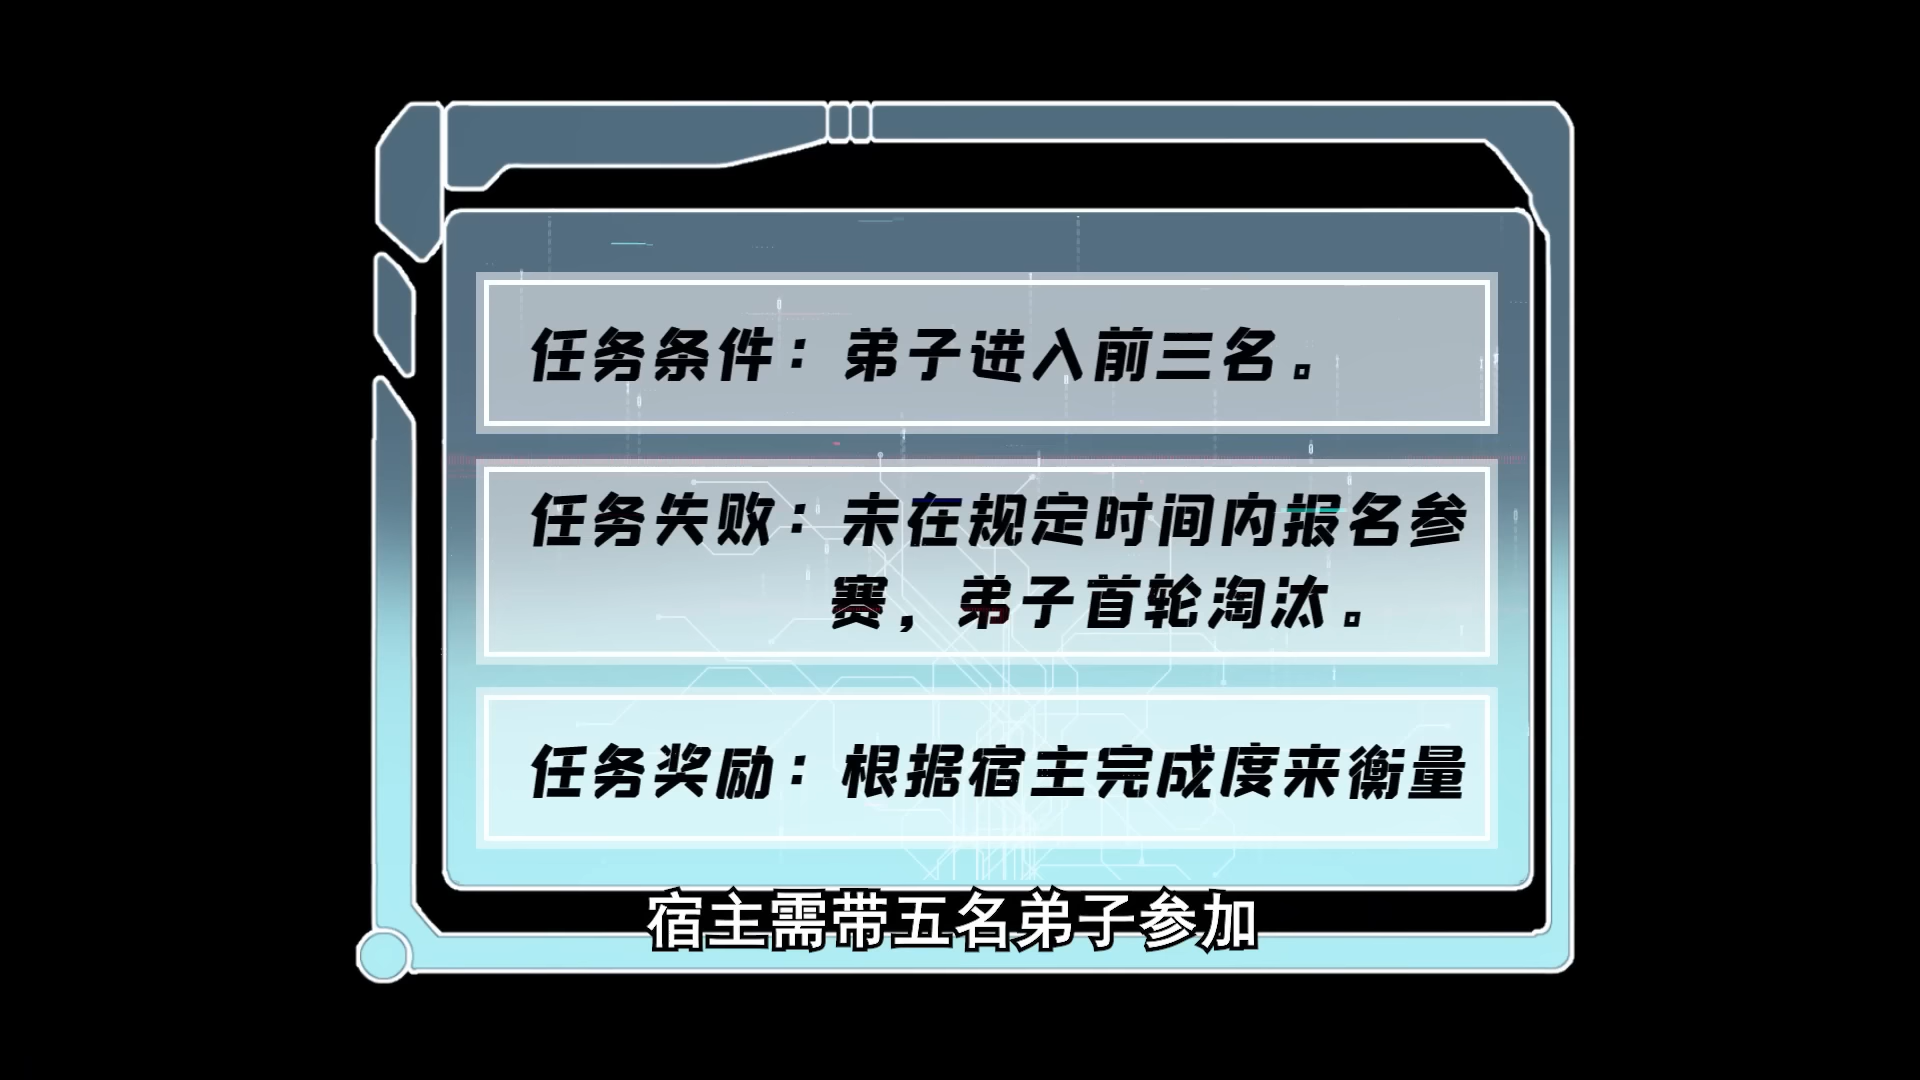 任务条件：弟子进入前三名。
任务失败：未在规定时间内报名参
赛，弟子首轮淘汰。
任务奖励：根据宿主完成度来衡量
宿主需带五名弟子参加